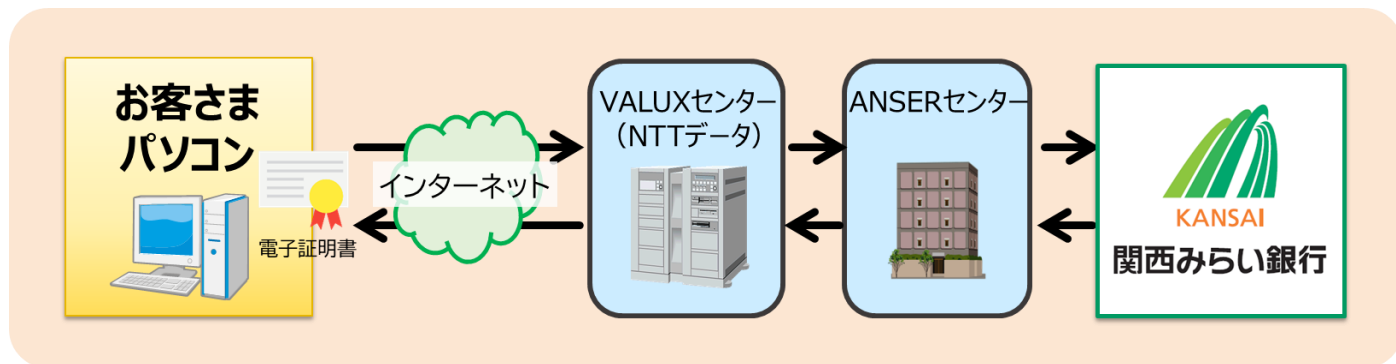 お客さま
パソコン
電子証明書
インターネット
VALUXセンター
（NTTデータ）
ANSERセンター
KANSAI
関西みらい銀行